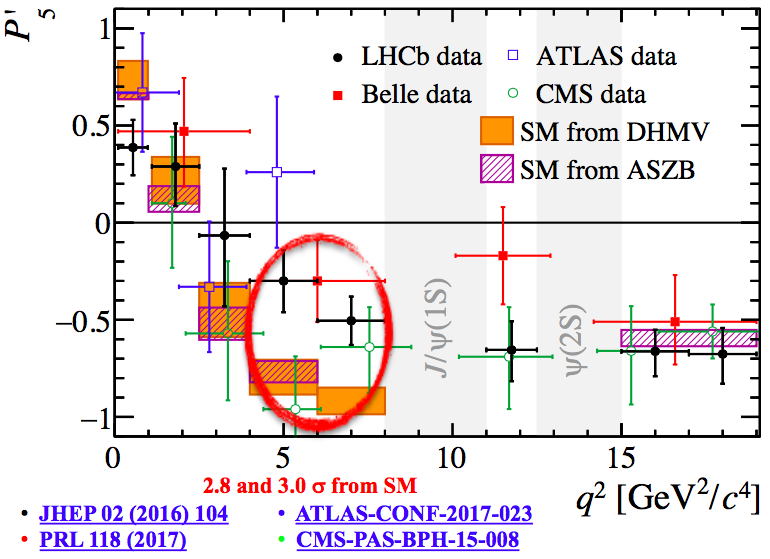 P'5
1
0.5
0
−0.5
−1
LHCb data
ATLAS data
Belle data
CMS data
SM from DHMV
SM from ASZB
J/ψ(1S)
ψ(2S)
0 5 10 15
2.8 and 3.0 σ from SM
q² [GeV²/c⁴]
• JHEP 02 (2016) 104
• ATLAS-CONF-2017-023
• PRL 118 (2017)
• CMS-PAS-BPH-15-008